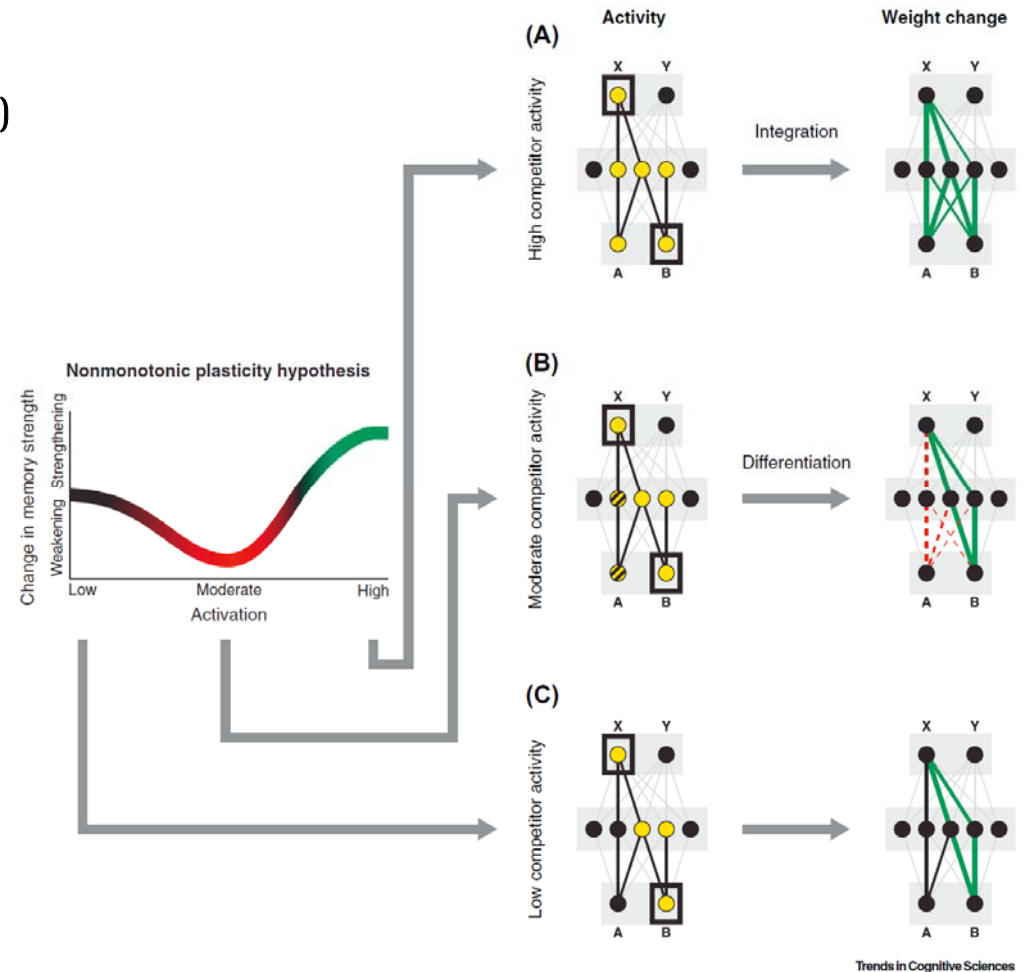 )
Activity
Weight change
(A)
High competitor activity
X Y
A B
Integration
X Y
A B
Nonmonotonic plasticity hypothesis
Change in memory strength
Weakening Strengthening
Low Moderate High
Activation
(B)
Moderate competitor activity
X Y
A B
Differentiation
X Y
A B
(C)
Low competitor activity
X Y
A B
X Y
A B
Trends in Cognitive Sciences